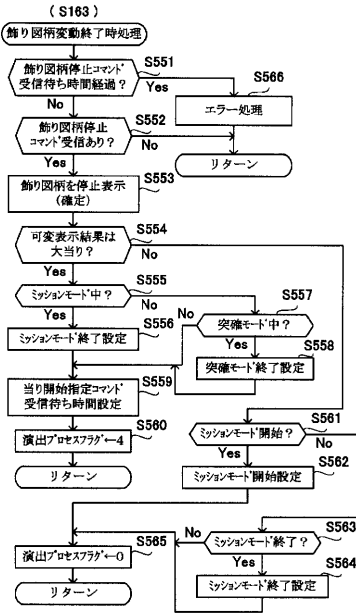 ( S163 )
飾り図柄変動終了時処理
S551
飾り図柄停止コマンド
受信待ち時間経過?
Yes
No
S566
エラー処理
S552
飾り図柄停止
コマンド受信あり?
No
Yes
リターン
S553
飾り図柄を停止表示
(確定)
S554
可変表示結果は
大当り?
Yes
No
S555
ミッションモード中?
Yes
No
S557
突確モード中?
No
Yes
S556
ミッションモード終了設定
S558
突確モード終了設定
S559
当り開始指定コマンド
受信待ち時間設定
S560
演出プロセスフラグ←4
リターン
S561
ミッションモード開始?
Yes
No
S562
ミッションモード開始設定
S563
ミッションモード終了?
No
Yes
S564
ミッションモード終了設定
S565
演出プロセスフラグ←0
リターン